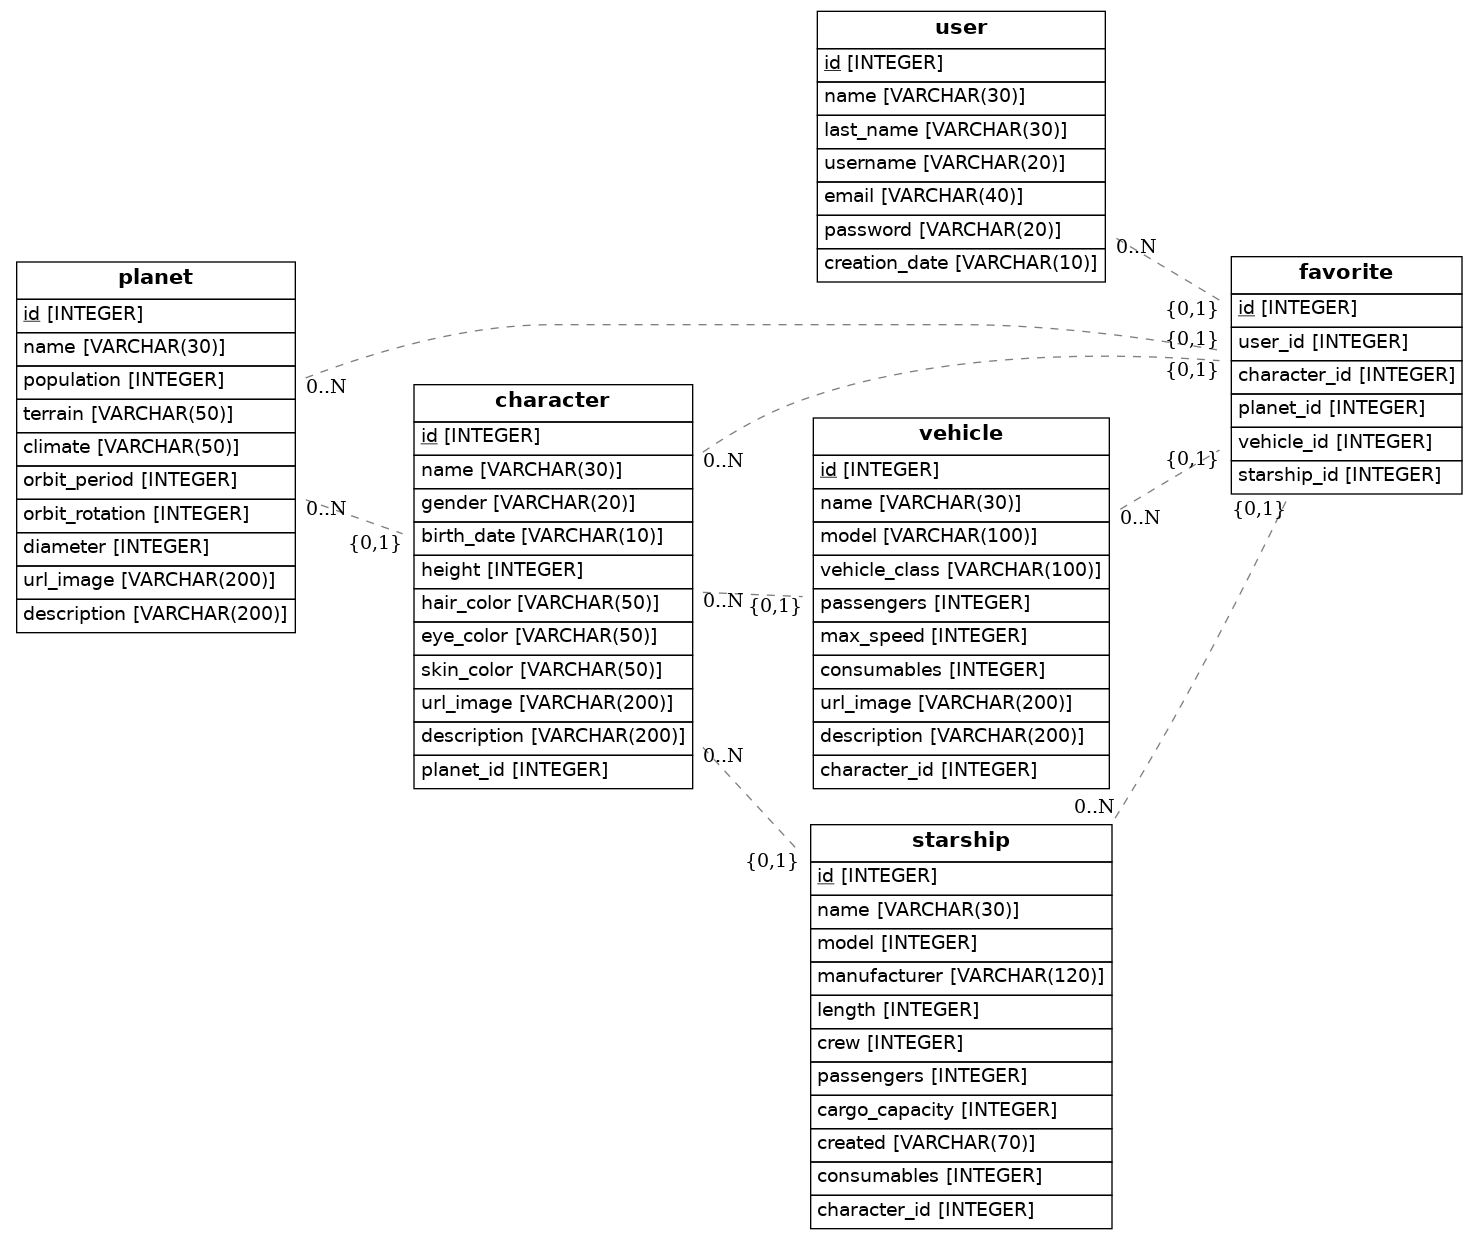 user
id [INTEGER]
name [VARCHAR(30)]
last_name [VARCHAR(30)]
username [VARCHAR(20)]
email [VARCHAR(40)]
password [VARCHAR(20)]
creation_date [VARCHAR(10)]
0..N
{0,1}
favorite
id [INTEGER]
user_id [INTEGER]
character_id [INTEGER]
planet_id [INTEGER]
vehicle_id [INTEGER]
starship_id [INTEGER]
{0,1}
{0,1}
{0,1}
{0,1}
planet
id [INTEGER]
name [VARCHAR(30)]
population [INTEGER]
terrain [VARCHAR(50)]
climate [VARCHAR(50)]
orbit_period [INTEGER]
orbit_rotation [INTEGER]
diameter [INTEGER]
url_image [VARCHAR(200)]
description [VARCHAR(200)]
0..N
0..N
{0,1}
character
id [INTEGER]
name [VARCHAR(30)]
gender [VARCHAR(20)]
birth_date [VARCHAR(10)]
height [INTEGER]
hair_color [VARCHAR(50)]
eye_color [VARCHAR(50)]
skin_color [VARCHAR(50)]
url_image [VARCHAR(200)]
description [VARCHAR(200)]
planet_id [INTEGER]
0..N
0..N
{0,1}
0..N
{0,1}
vehicle
id [INTEGER]
name [VARCHAR(30)]
model [VARCHAR(100)]
vehicle_class [VARCHAR(100)]
passengers [INTEGER]
max_speed [INTEGER]
consumables [INTEGER]
url_image [VARCHAR(200)]
description [VARCHAR(200)]
character_id [INTEGER]
0..N
0..N
starship
id [INTEGER]
name [VARCHAR(30)]
model [INTEGER]
manufacturer [VARCHAR(120)]
length [INTEGER]
crew [INTEGER]
passengers [INTEGER]
cargo_capacity [INTEGER]
created [VARCHAR(70)]
consumables [INTEGER]
character_id [INTEGER]